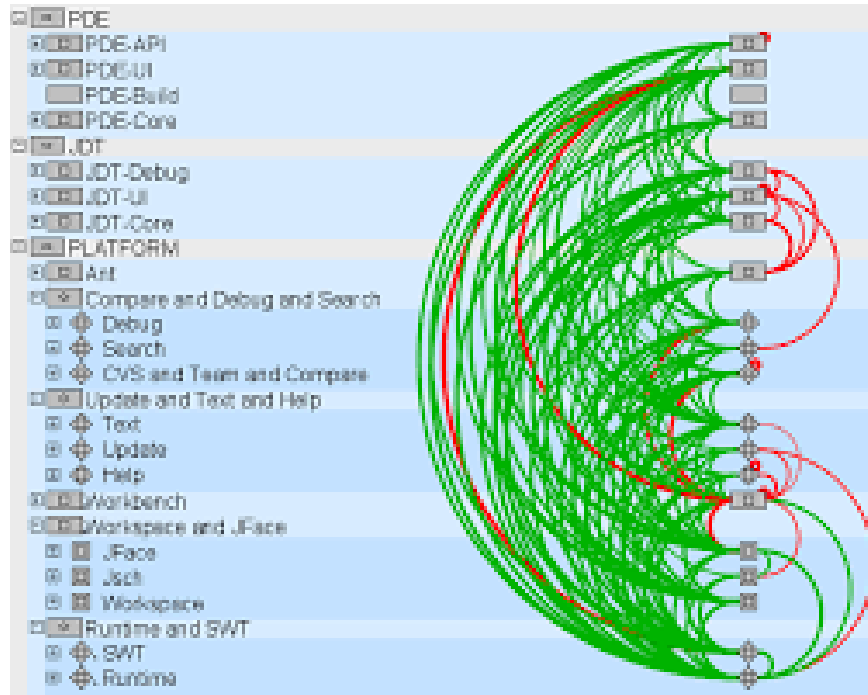 PDE
PDE-API
PDE-UI
PDE-Build
PDE-Core
JDT
JDT-Debug
JDT-UI
JDT-Core
PLATFORM
Ant
Compare and Debug and Search
Debug
Search
CVS and Team and Compare
Update and Text and Help
Text
Update
Help
Workbench
Workspace and JFace
JFace
Jsch
Workspace
Runtime and SWT
SWT
Runtime